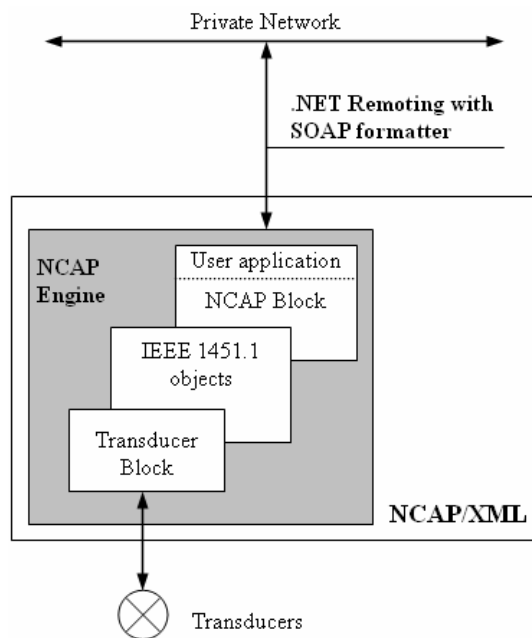 Private Network
.NET Remoting with
SOAP formatter
NCAP
Engine
User application
NCAP Block
IEEE 1451.1
objects
Transducer
Block
NCAP/XML
Transducers